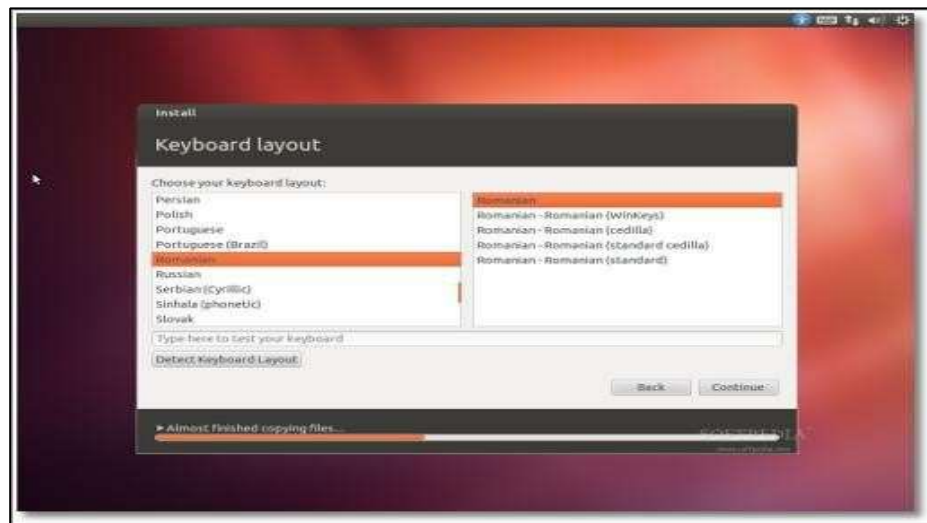 Install
Keyboard layout
Choose your keyboard layout:
Persian
Polish
Portuguese
Portuguese (Brazil)
Romanian
Russian
Serbian (Cyrillic)
Sinhala (phonetic)
Slovak
Romanian
Romanian - Romanian (WinKeys)
Romanian - Romanian (cedilla)
Romanian - Romanian (standard cedilla)
Romanian - Romanian (standard)
Type here to test your keyboard
Detect Keyboard Layout
Back
Continue
Almost finished copying files...
SOFTPEDIA